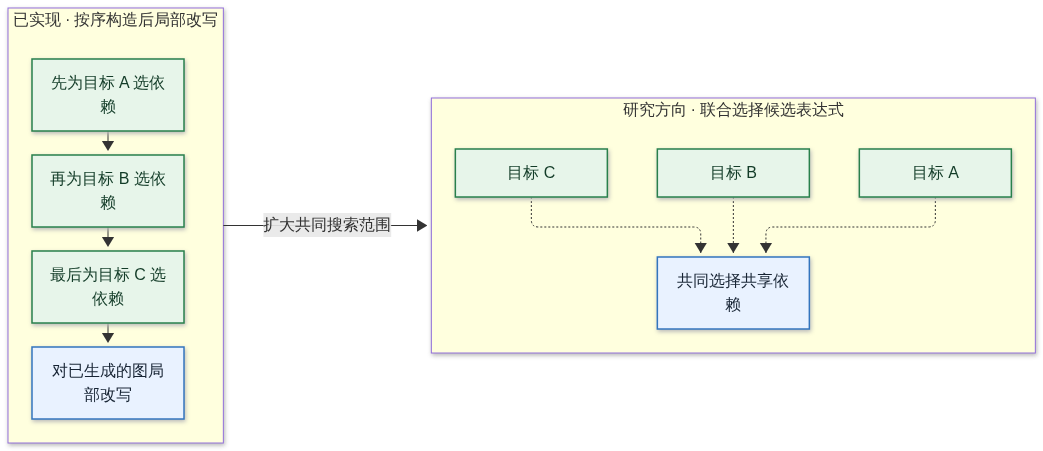 已实现 · 按序构造后局部改写
先为目标 A 选依
赖
再为目标 B 选依
赖
最后为目标 C 选
依赖
对已生成的图局
部改写
扩大共同搜索范围
研究方向 · 联合选择候选表达式
目标 C
目标 B
目标 A
共同选择共享依
赖